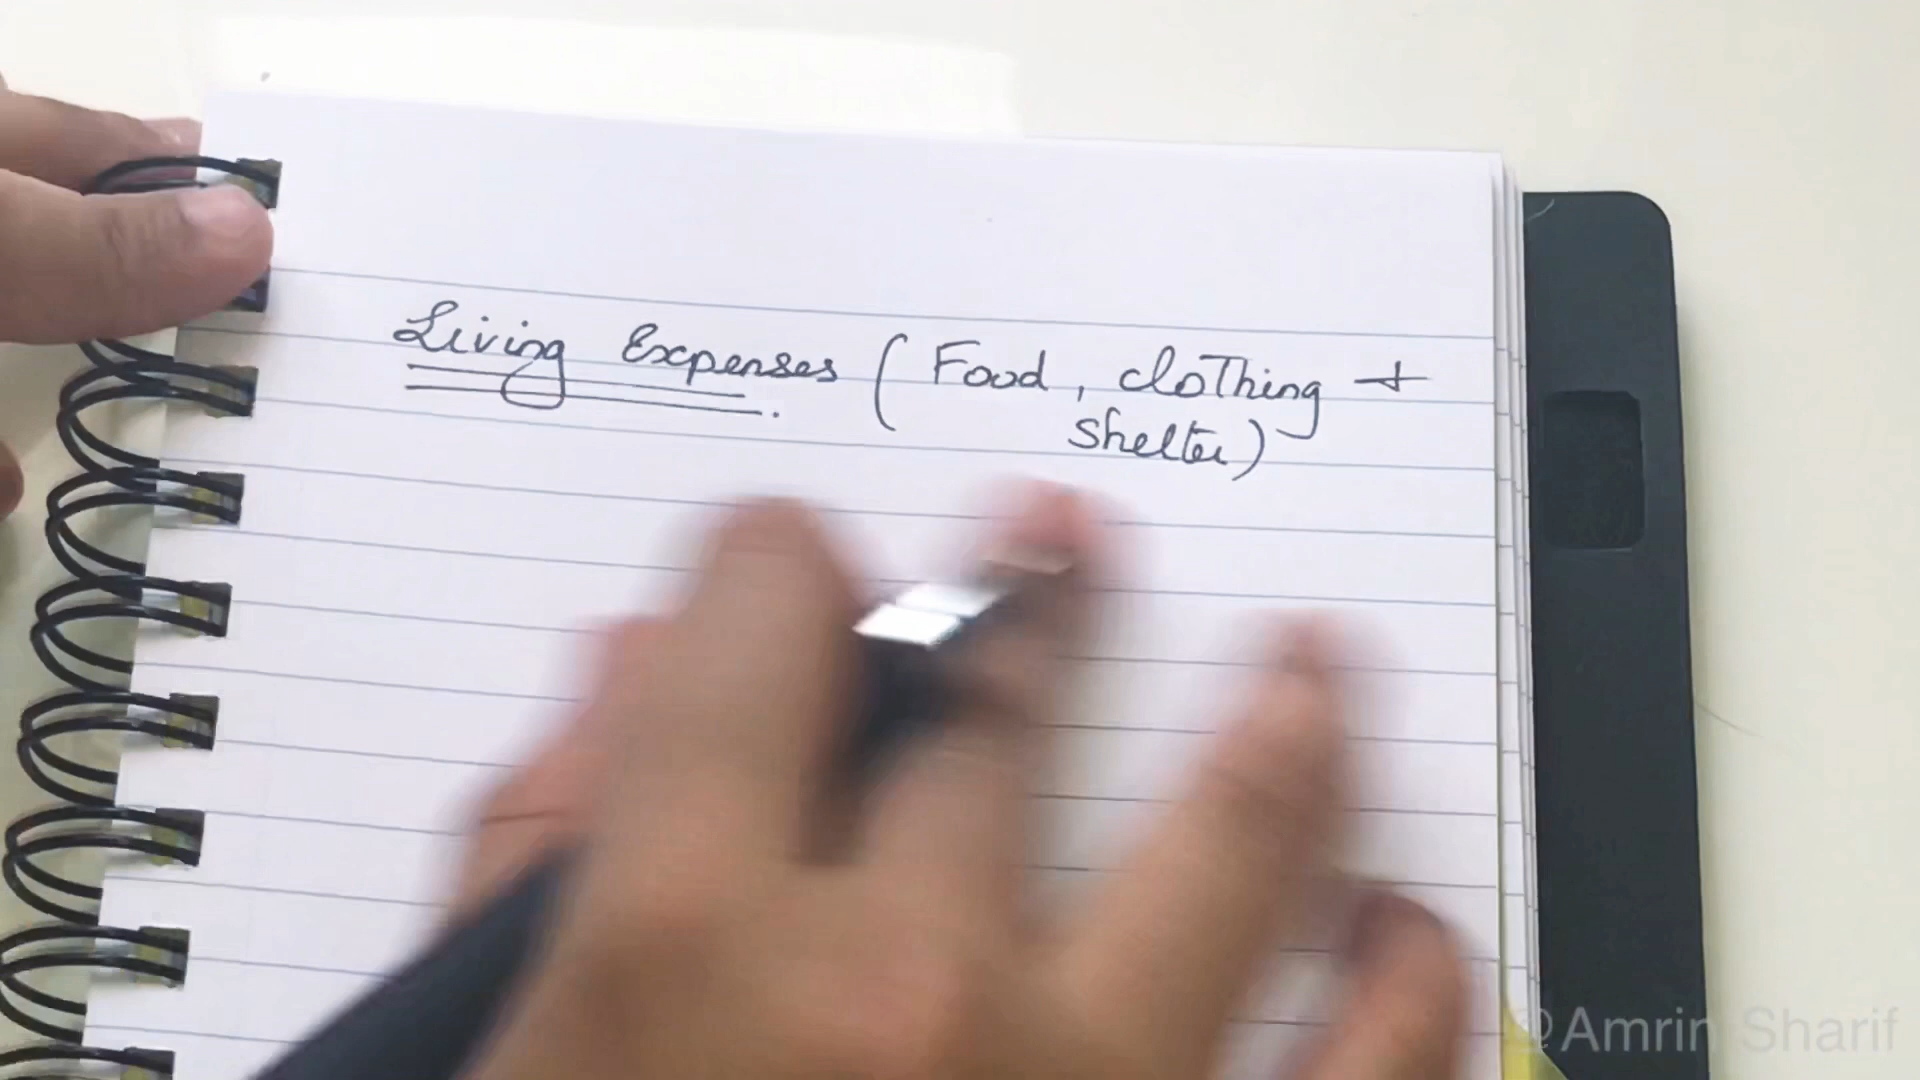 Living Expenses ( Food, clothing +
shelter)
@Amrin Sharif